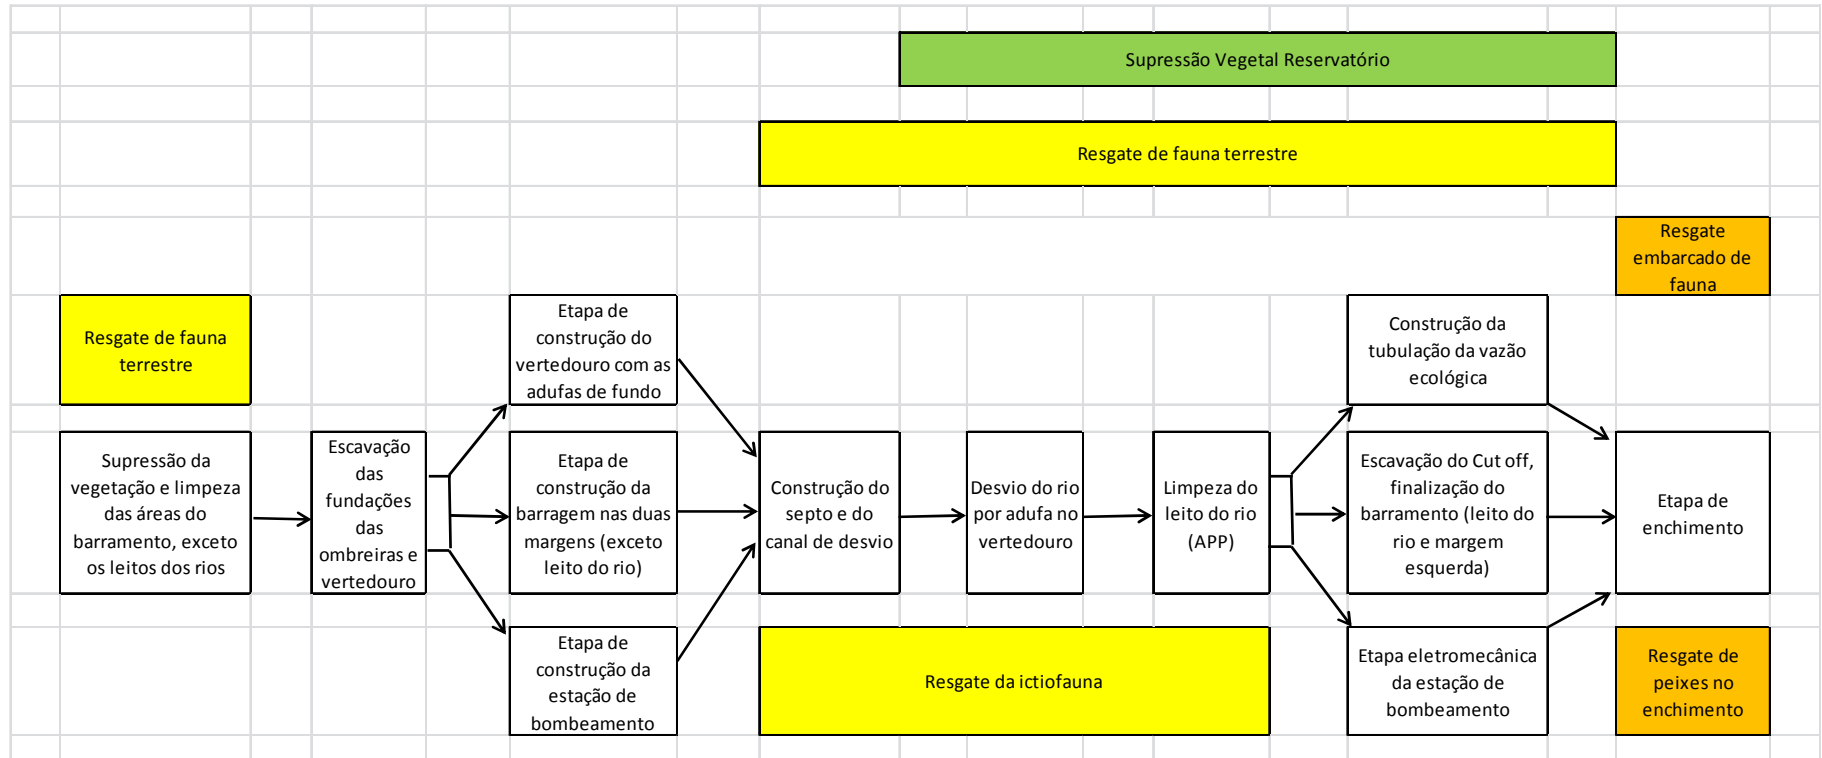 Supressão Vegetal Reservatório
Resgate de fauna terrestre
Resgate
embarcado de
fauna
Resgate de fauna
terrestre
Etapa de
construção do
vertedouro com as
adufas de fundo
Construção da
tubulação da vazão
ecológica
Supressão da
vegetação e limpeza
das áreas do
barramento, exceto
os leitos dos rios
Escavação
das
fundações
das
ombreiras e
vertedouro
Etapa de
construção da
barragem nas duas
margens (exceto
leito do rio)
Construção do
septo e do
canal de desvio
Desvio do rio
por adufa no
vertedouro
Limpeza do
leito do rio
(APP)
Escavação do Cut off,
finalização do
barramento (leito do
rio e margem
esquerda)
Etapa de
enchimento
Etapa de
construção da
estação de
bombeamento
Resgate da ictiofauna
Etapa eletromecânica
da estação de
bombeamento
Resgate de
peixes no
enchimento